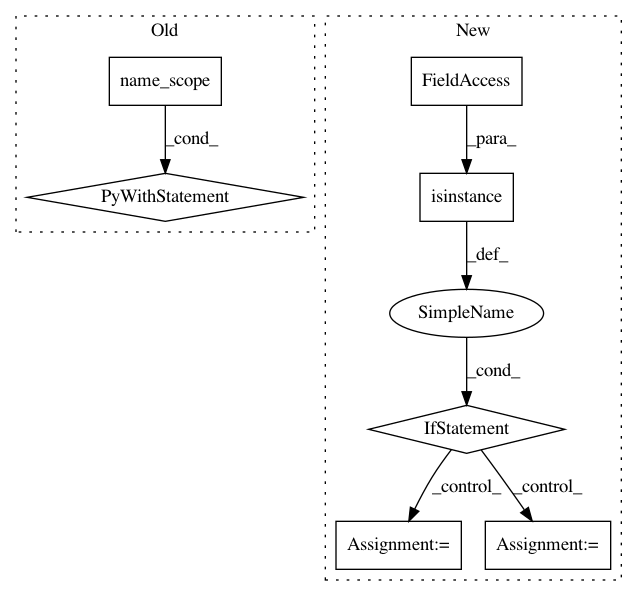 Old
New
name_scope
FieldAccess
_cond_
_para_
PyWithStatement
isinstance
_def_
SimpleName
_cond_
IfStatement
_control_
_control_
Assignment:=
Assignment:=